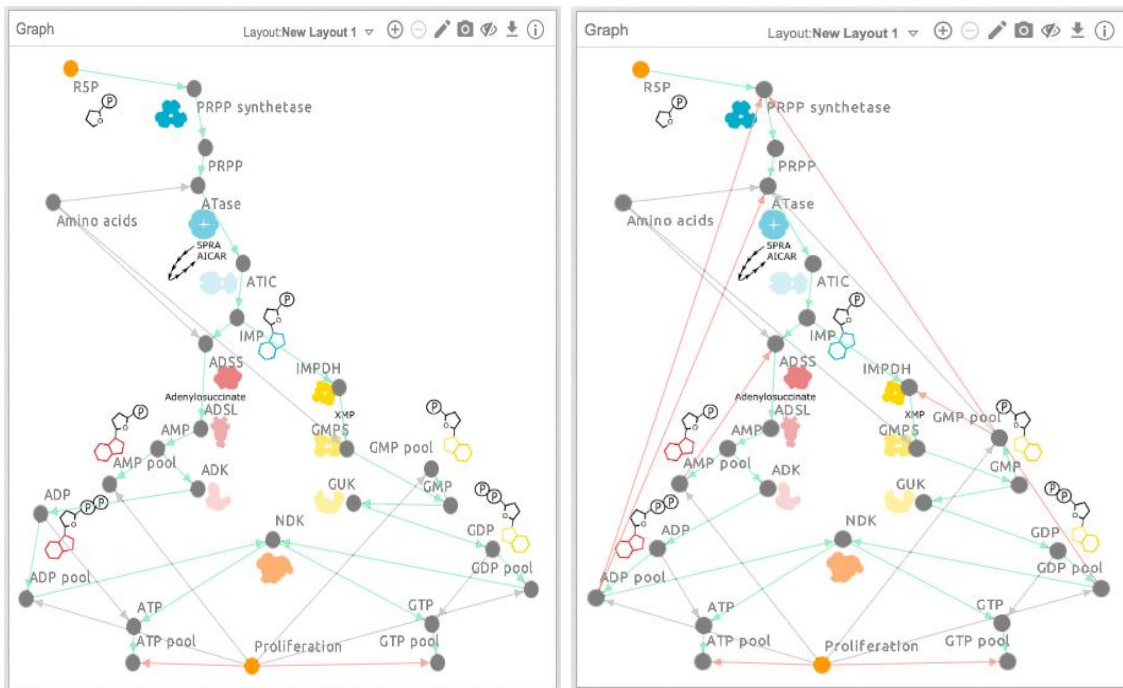 Graph
Layout:New Layout 1
R5P
P
O
PRPP synthetase
PRPP
Amino acids
ATase
5PRA
AICAR
ATIC
P
O
IMP
ADSS
IMPDH
Adenylosuccinate
ADSL
XMP
GMPS
P
O
AMP
P
O
GMP pool
AMP pool
ADK
GMP
GUK
ADP
P P
O
P P
O
NDK
GDP
ADP pool
GDP pool
ATP
GTP
ATP pool
Proliferation
GTP pool
Graph
Layout:New Layout 1
R5P
P
O
PRPP synthetase
PRPP
Amino acids
ATase
5PRA
AICAR
ATIC
P
O
IMP
ADSS
IMPDH
Adenylosuccinate
ADSL
XMP
GMPS
P
O
AMP
P
O
GMP pool
AMP pool
ADK
GMP
GUK
ADP
P P
O
P P
O
NDK
GDP
ADP pool
GDP pool
ATP
GTP
ATP pool
Proliferation
GTP pool